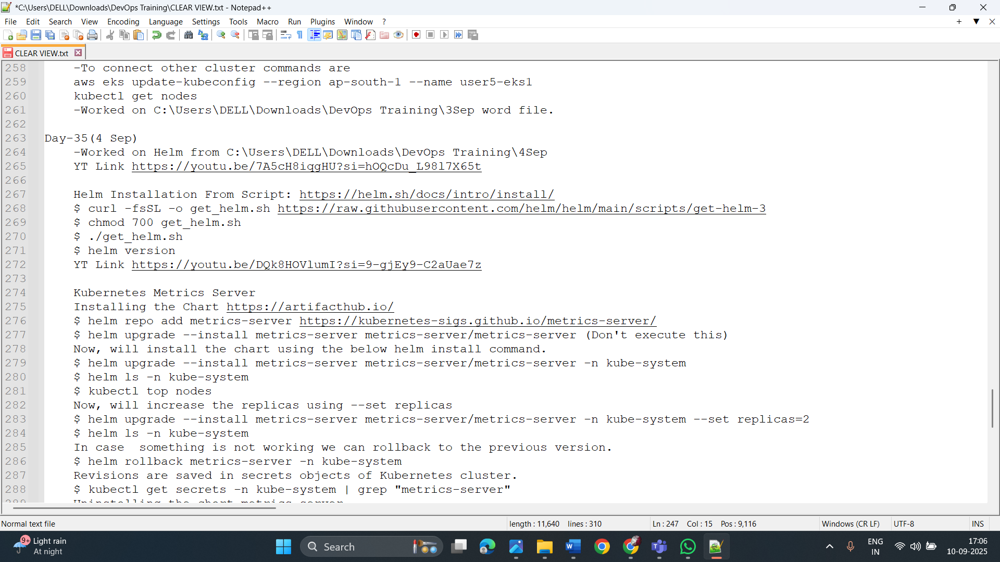 *C:\Users\DELL\Downloads\DevOps Training\CLEAR VIEW.txt - Notepad++
File Edit Search View Encoding Language Settings Tools Macro Run Plugins Window ?
CLEAR VIEW.txt
258 -To connect other cluster commands are
259 aws eks update-kubeconfig --region ap-south-1 --name user5-eks1
260 kubectl get nodes
261 -Worked on C:\Users\DELL\Downloads\DevOps Training\3Sep word file.
262
263 Day-35(4 Sep)
264 -Worked on Helm from C:\Users\DELL\Downloads\DevOps Training\4Sep
265 YT Link https://youtu.be/7A5cH8iqgHU?si=hOQcDu_L98l7X65t
266
267 Helm Installation From Script: https://helm.sh/docs/intro/install/
268 $ curl -fsSL -o get_helm.sh https://raw.githubusercontent.com/helm/helm/main/scripts/get-helm-3
269 $ chmod 700 get_helm.sh
270 $ ./get_helm.sh
271 $ helm version
272 YT Link https://youtu.be/DQk8HOVlumI?si=9-gjEy9-C2aUae7z
273
274 Kubernetes Metrics Server
275 Installing the Chart https://artifacthub.io/
276 $ helm repo add metrics-server https://kubernetes-sigs.github.io/metrics-server/
277 $ helm upgrade --install metrics-server metrics-server/metrics-server (Don't execute this)
278 Now, will install the chart using the below helm install command.
279 $ helm upgrade --install metrics-server metrics-server/metrics-server -n kube-system
280 $ helm ls -n kube-system
281 $ kubectl top nodes
282 Now, will increase the replicas using --set replicas
283 $ helm upgrade --install metrics-server metrics-server/metrics-server -n kube-system --set replicas=2
284 $ helm ls -n kube-system
285 In case  something is not working we can rollback to the previous version.
286 $ helm rollback metrics-server -n kube-system
287 Revisions are saved in secrets objects of Kubernetes cluster.
288 $ kubectl get secrets -n kube-system | grep "metrics-server"
289 Uninstalling the chart metrics server
Normal text file length : 11,640 lines : 310 Ln : 247 Col : 15 Pos : 9,116 Windows (CR LF) UTF-8 INS
9+ Light rain
At night
Search
ENG
IN
17:06
10-09-2025